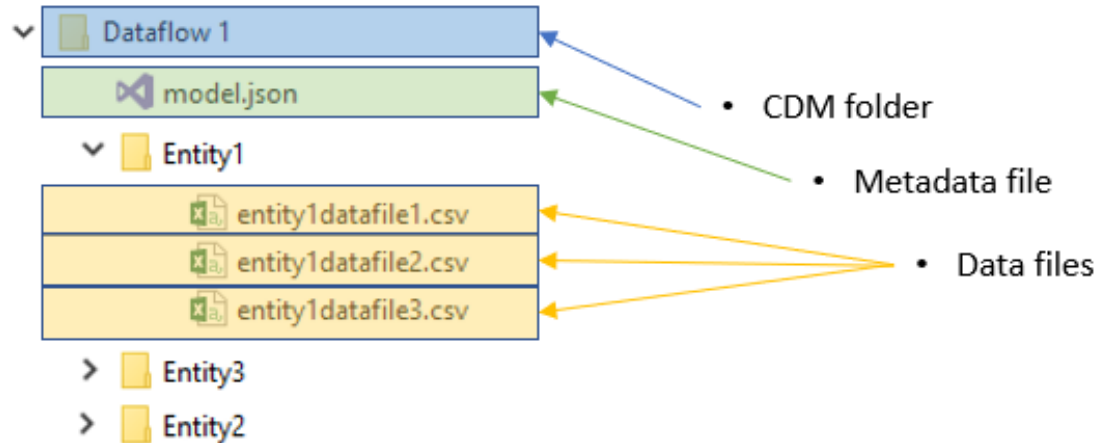 Dataflow 1
model.json
• CDM folder
Entity1
• Metadata file
entity1datafile1.csv
entity1datafile2.csv
• Data files
entity1datafile3.csv
Entity3
Entity2